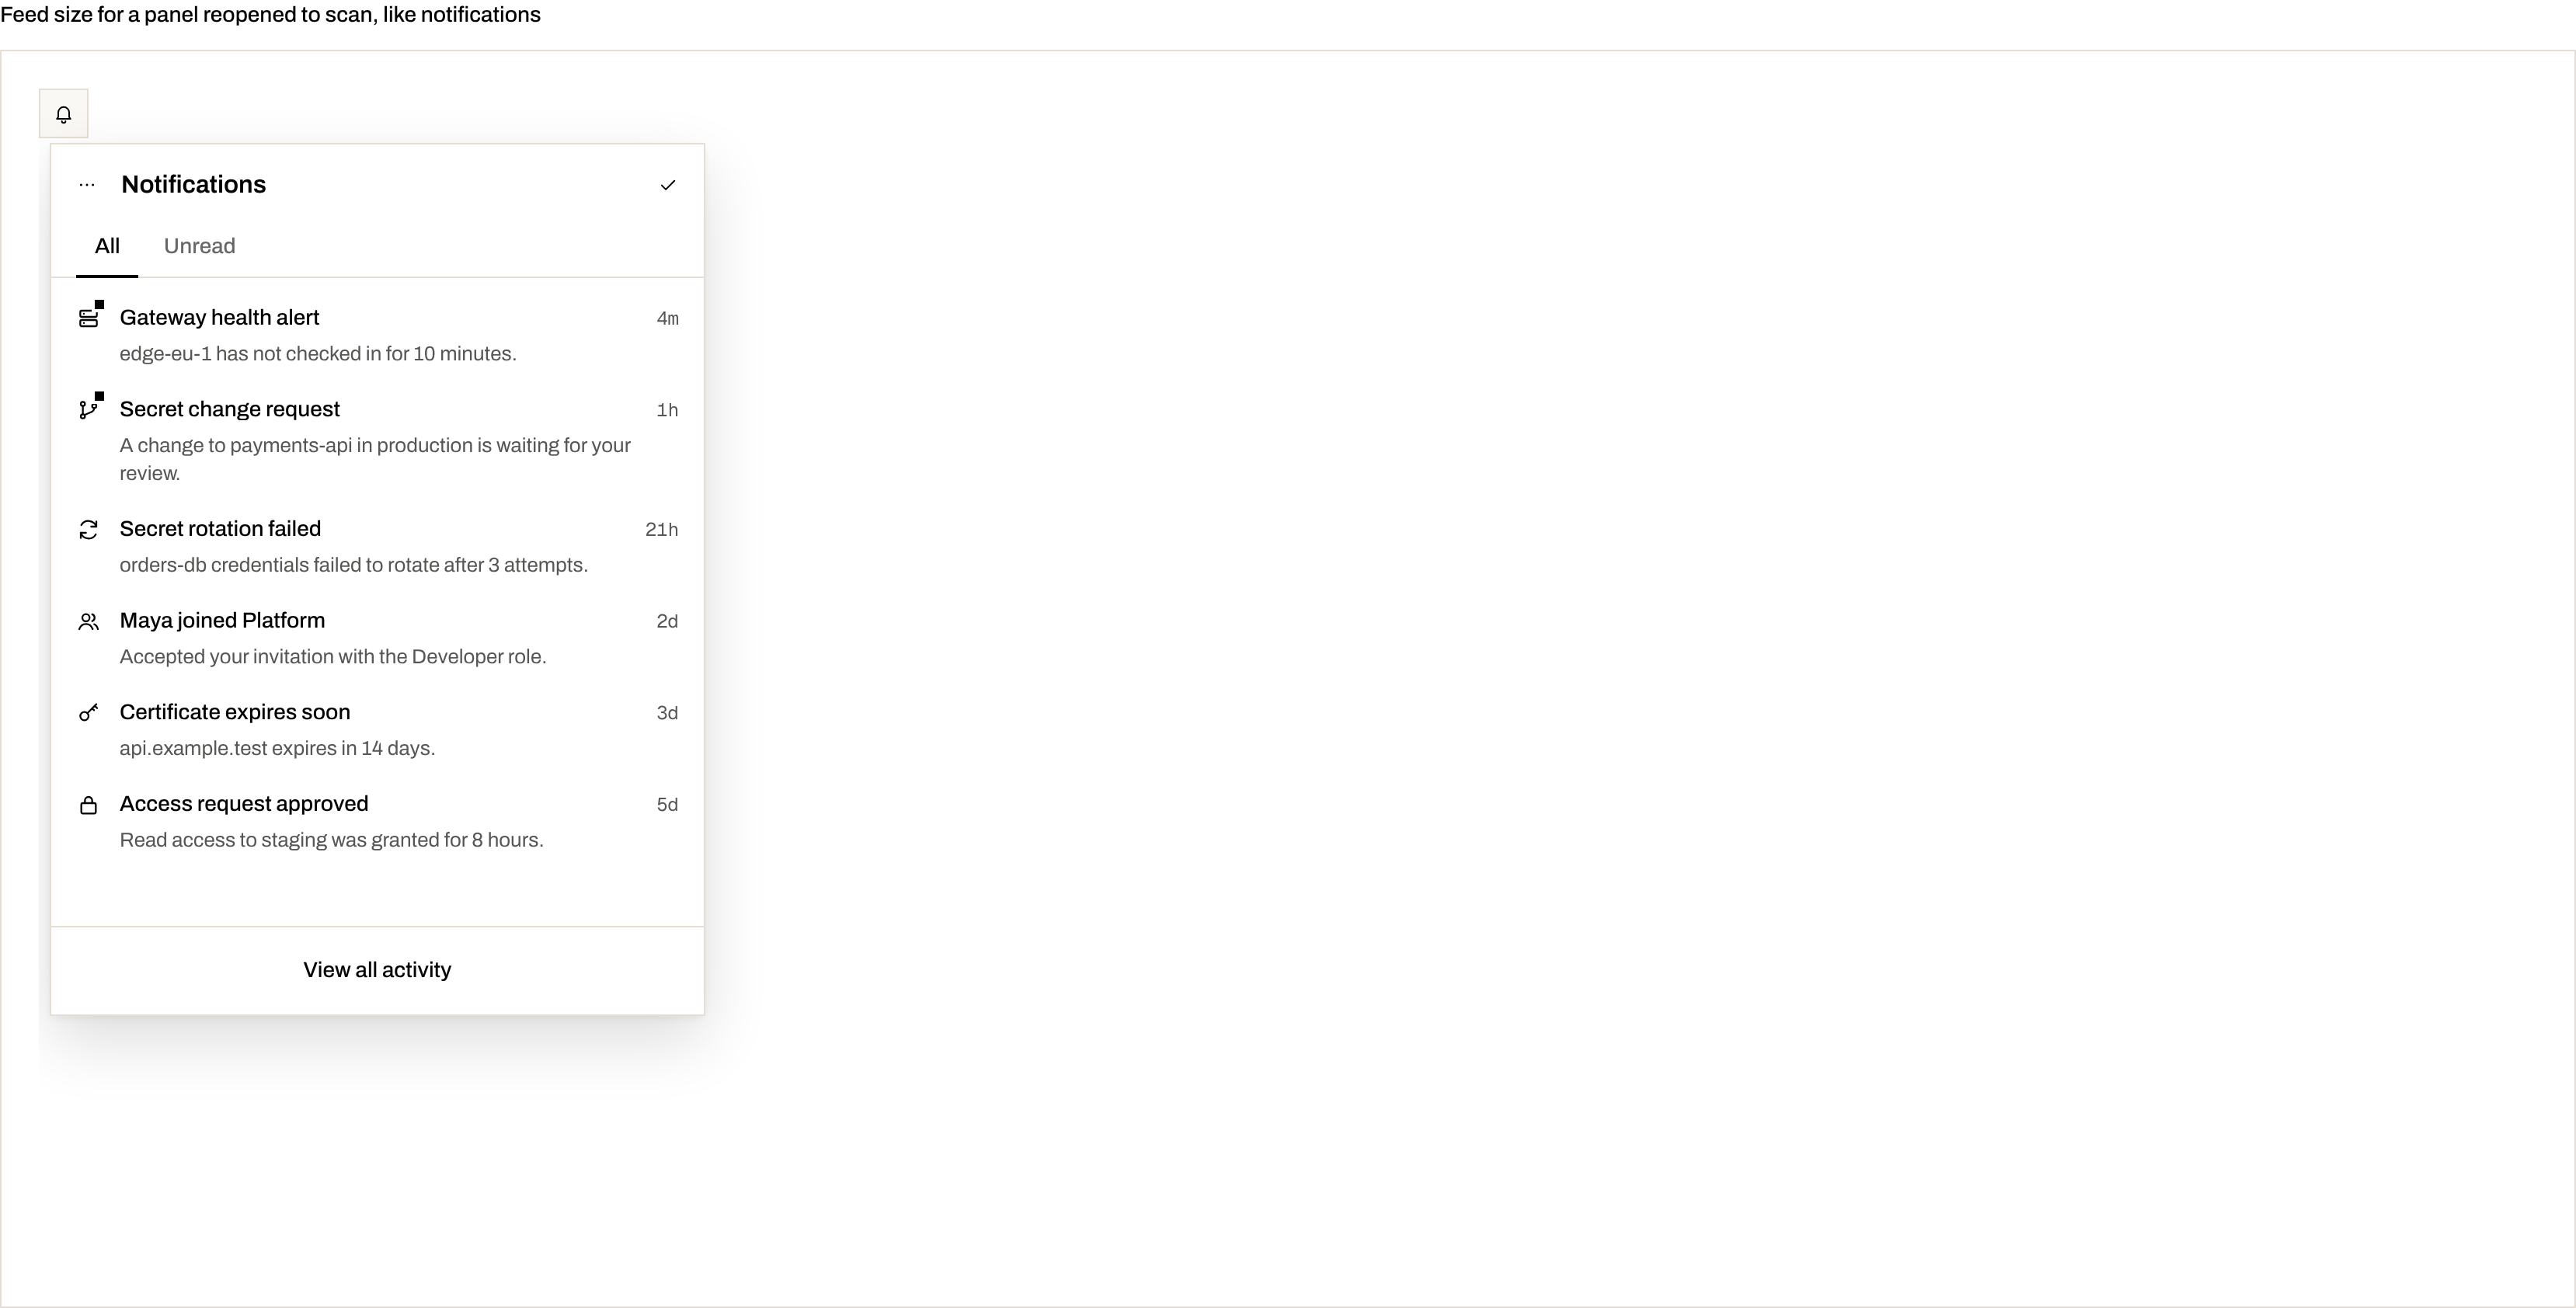 Feed size for a panel reopened to scan, like notifications
Notifications
All
Unread
Gateway health alert
4m
edge-eu-1 has not checked in for 10 minutes.
Secret change request
1h
A change to payments-api in production is waiting for your
review.
Secret rotation failed
21h
orders-db credentials failed to rotate after 3 attempts.
Maya joined Platform
2d
Accepted your invitation with the Developer role.
Certificate expires soon
3d
api.example.test expires in 14 days.
Access request approved
5d
Read access to staging was granted for 8 hours.
View all activity